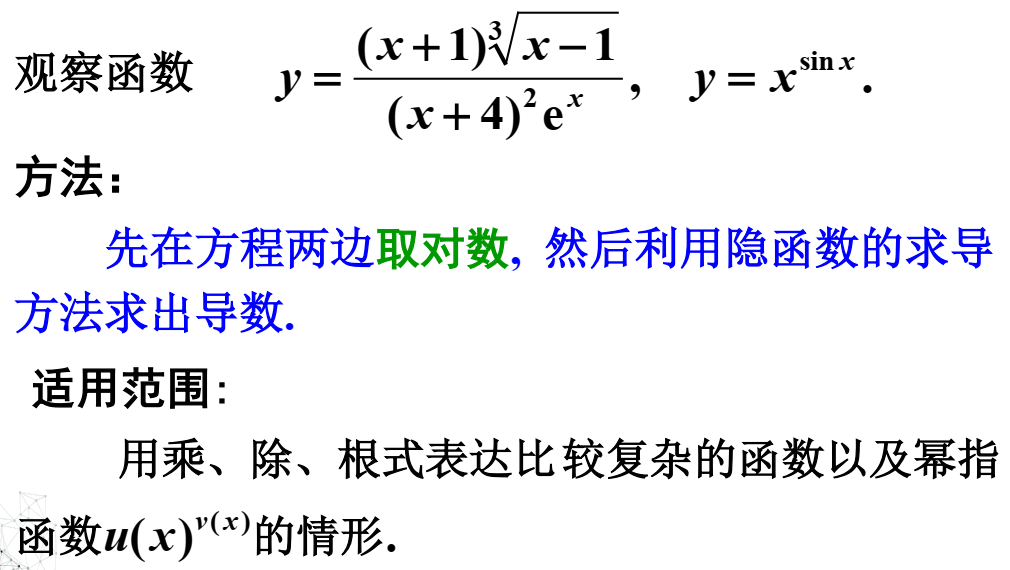 观察函数 y = \frac{(x+1)\sqrt[3]{x-1}}{(x+4)^2 e^x}, y = x^{\sin x}.
方法：
先在方程两边取对数, 然后利用隐函数的求导
方法求出导数.
适用范围:
用乘、除、根式表达比较复杂的函数以及幂指
函数u(x)^{v(x)}的情形.